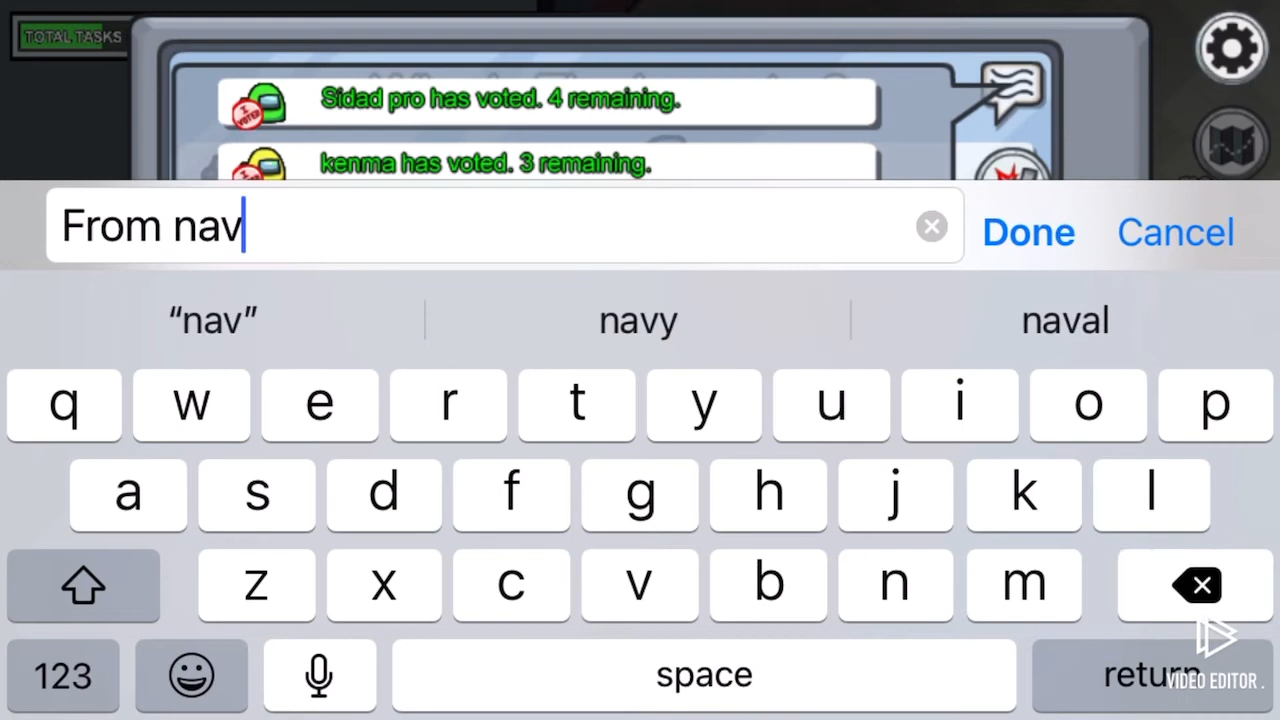 TOTAL TASKS
Sidad pro has voted. 4 remaining.
I VOTED
kenma has voted. 3 remaining.
From nav
Done
Cancel
“nav”
navy
naval
q w e r t y u i o p
a s d f g h j k l
z x c v b n m
123
space
return
VIDEO EDITOR .